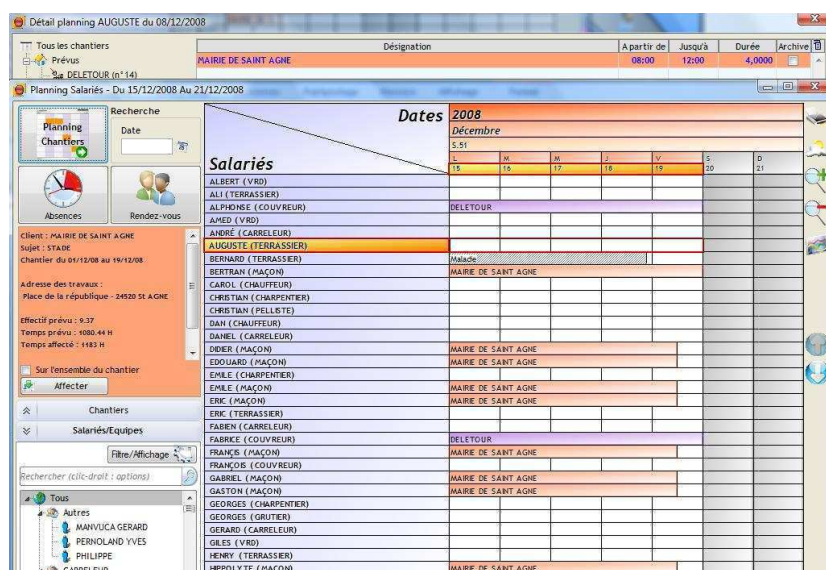 Détail planning AUGUSTE du 08/12/2008
Tous les chantiers
Prévus
DELETOUR (n°14)
Désignation A partir de Jusqu'à Durée Archive
MAIRIE DE SAINT AGNE 08:00 12:00 4,0000
Planning Salariés - Du 15/12/2008 Au 21/12/2008
Planning Chantiers
Recherche
Date
Absences
Rendez-vous
Client : MAIRIE DE SAINT AGNE
Sujet : STADE
Chantier du 01/12/08 au 19/12/08
Adresse des travaux :
Place de la république - 24520 St AGNE
Effectif prévu : 9.37
Temps prévu : 1080.44 H
Temps affecté : 1183 H
Sur l'ensemble du chantier
Affecter
Chantiers
Salariés/Equipes
Filtre/Affichage
Rechercher (clic-droit : options)
Tous
Autres
MANVUCA GERARD
PERNOLAND YVES
PHILIPPE
CARRELEUR
Dates 2008
Décembre
S.51
Salariés
L M M J V S D
15 16 17 18 19 20 21
ALBERT (VRD)
ALI (TERRASSIER)
ALPHONSE (COUVREUR) DELETOUR
AMED (VRD)
ANDRÉ (CARRELEUR)
AUGUSTE (TERRASSIER)
BERNARD (TERRASSIER) Malade
BERTRAN (MAÇON) MAIRIE DE SAINT AGNE
CAROL (CHAUFFEUR)
CHRISTIAN (CHARPENTIER)
CHRISTIAN (PELLISTE)
DAN (CHAUFFEUR)
DANIEL (CARRELEUR)
DIDIER (MAÇON) MAIRIE DE SAINT AGNE
EDOUARD (MAÇON) MAIRIE DE SAINT AGNE
EMILE (CHARPENTIER)
EMILE (MAÇON) MAIRIE DE SAINT AGNE
ERIC (MAÇON) MAIRIE DE SAINT AGNE
ERIC (TERRASSIER)
FABIEN (CARRELEUR)
FABRICE (COUVREUR) DELETOUR
FRANÇIS (MAÇON) MAIRIE DE SAINT AGNE
FRANÇOIS (COUVREUR)
GABRIEL (MAÇON) MAIRIE DE SAINT AGNE
GASTON (MAÇON) MAIRIE DE SAINT AGNE
GEORGES (CHARPENTIER)
GEORGES (GRUTIER)
GERARD (CARRELEUR)
GILES (VRD)
HENRY (TERRASSIER)
HIPPOLYTE (MAÇON) MAIRIE DE SAINT AGNE